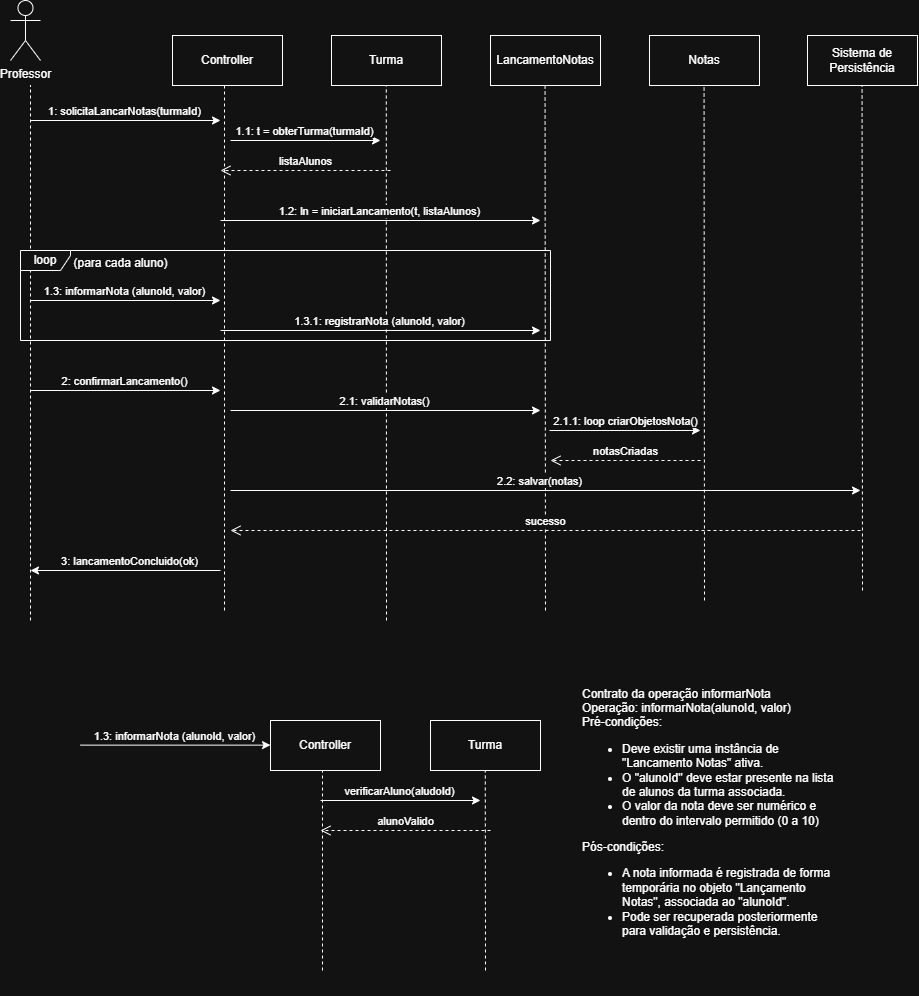 Professor
Controller
Turma
LancamentoNotas
Notas
Sistema de
Persistência
1: solicitaLancarNotas(turmaId)
1.1: t = obterTurma(turmaId)
listaAlunos
1.2: ln = iniciarLancamento(t, listaAlunos)
loop
(para cada aluno)
1.3: informarNota (alunoId, valor)
1.3.1: registrarNota (alunoId, valor)
2: confirmarLancamento()
2.1: validarNotas()
2.1.1: loop criarObjetosNota()
notasCriadas
2.2: salvar(notas)
sucesso
3: lancamentoConcluido(ok)
1.3: informarNota (alunoId, valor)
Controller
Turma
verificarAluno(aludoId)
alunoValido
Contrato da operação informarNota
Operação: informarNota(alunoId, valor)
Pré-condições:
• Deve existir uma instância de
"Lancamento Notas" ativa.
• O "alunoId" deve estar presente na lista
de alunos da turma associada.
• O valor da nota deve ser numérico e
dentro do intervalo permitido (0 a 10)
Pós-condições:
• A nota informada é registrada de forma
temporária no objeto "Lançamento
Notas", associada ao "alunoId".
• Pode ser recuperada posteriormente
para validação e persistência.